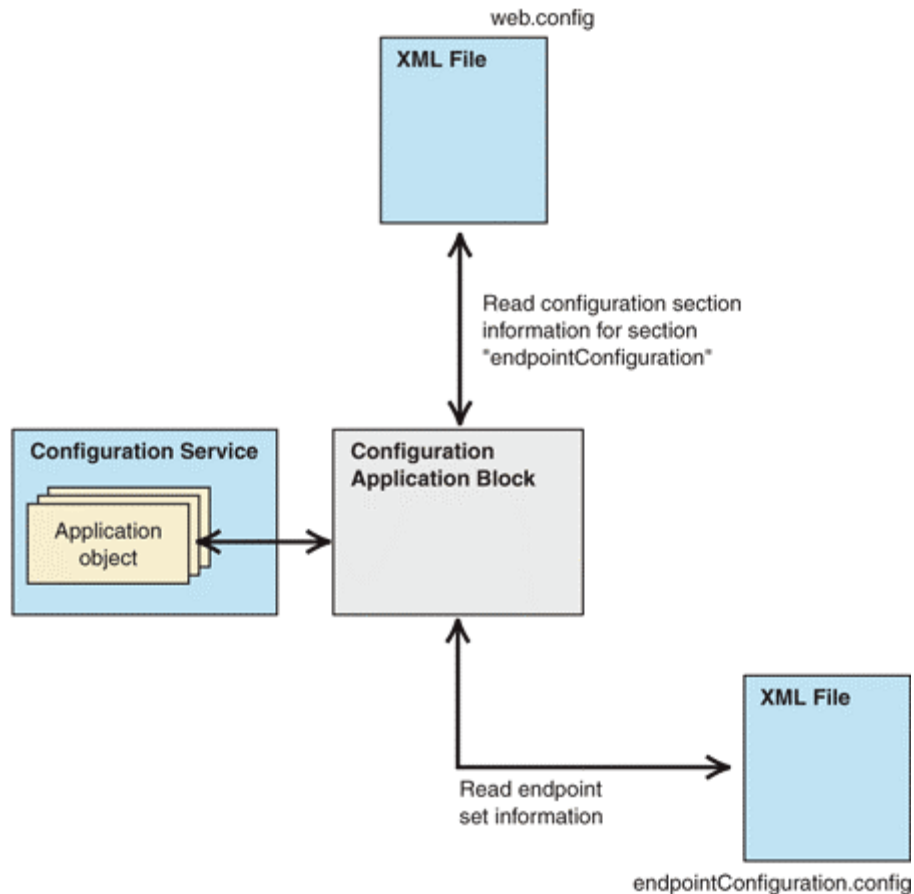 web.config
XML File
Read configuration section
information for section
"endpointConfiguration"
Configuration Service
Application
object
Configuration
Application Block
XML File
Read endpoint
set information
endpointConfiguration.config